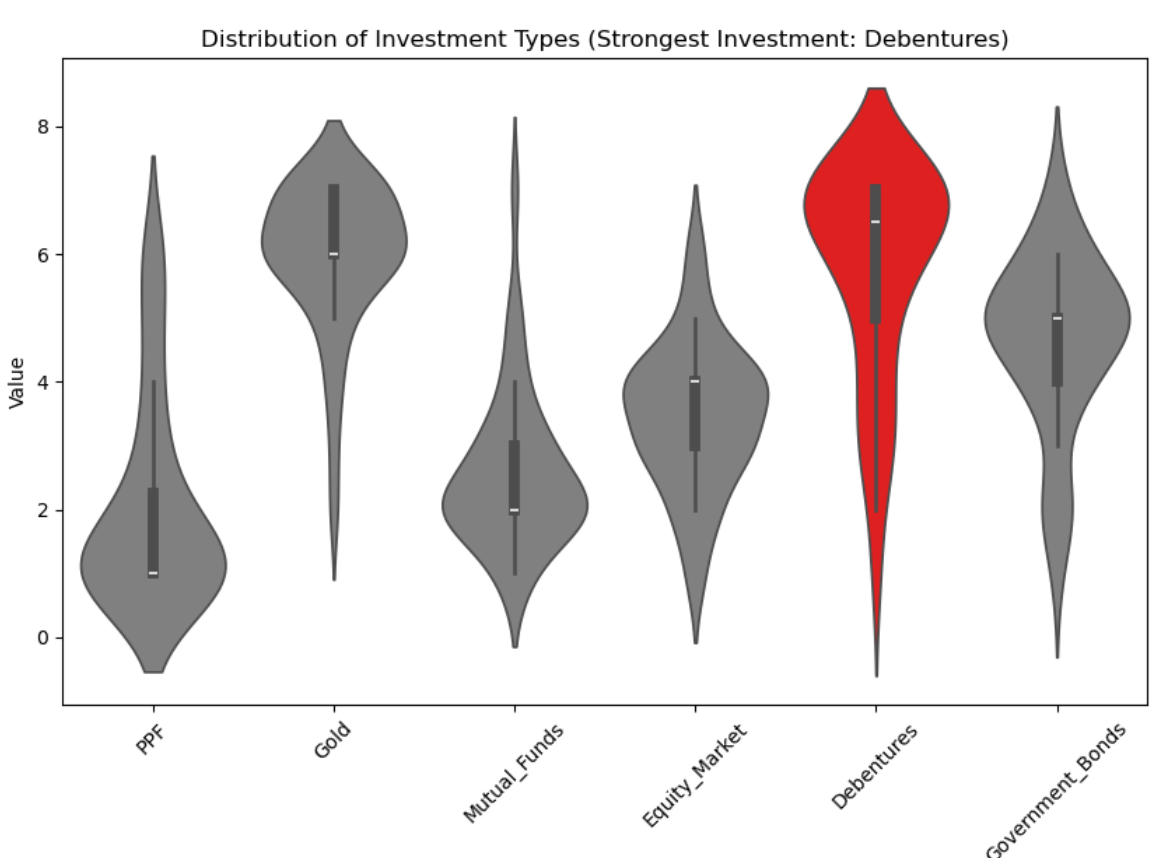 Distribution of Investment Types (Strongest Investment: Debentures)
8
6
4
2
0
Value
PPF
Gold
Mutual_Funds
Equity_Market
Debentures
Government_Bonds